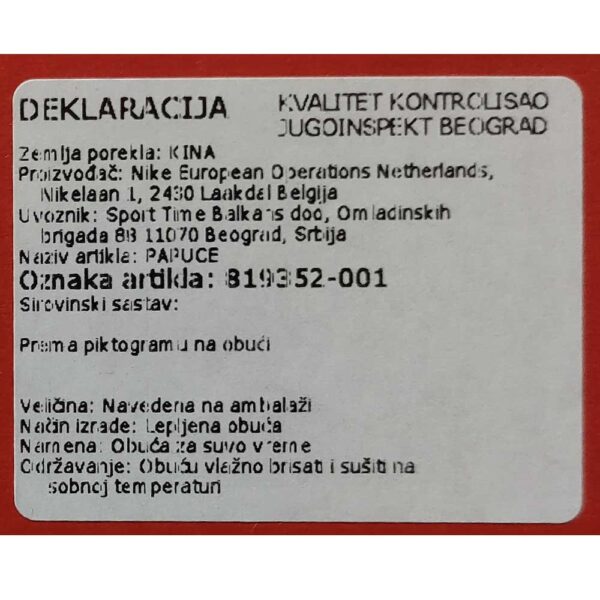 DEKLARACIJA
KVALITET KONTROLISAO
JUGOINSPEKT BEOGRAD
Zemlja porekla: KINA
Proizvođač: Nike European Operations Netherlands,
Nikelaan 1, 2430 Laakdal Belgija
Uvoznik: Sport Time Balkans doo, Omladinskih
brigada 88 11070 Beograd, Srbija
Naziv artikla: PAPUCE
Oznaka artikla: 819352-001
Sirovinski sastav:
Prema piktogramu na obući
Veličina: Navedena na ambalaži
Način izrade: Lepljena obuća
Namena: Obuća za suvo vreme
Održavanje: Obuću vlažno brisati i sušiti na
sobnoj temperaturi